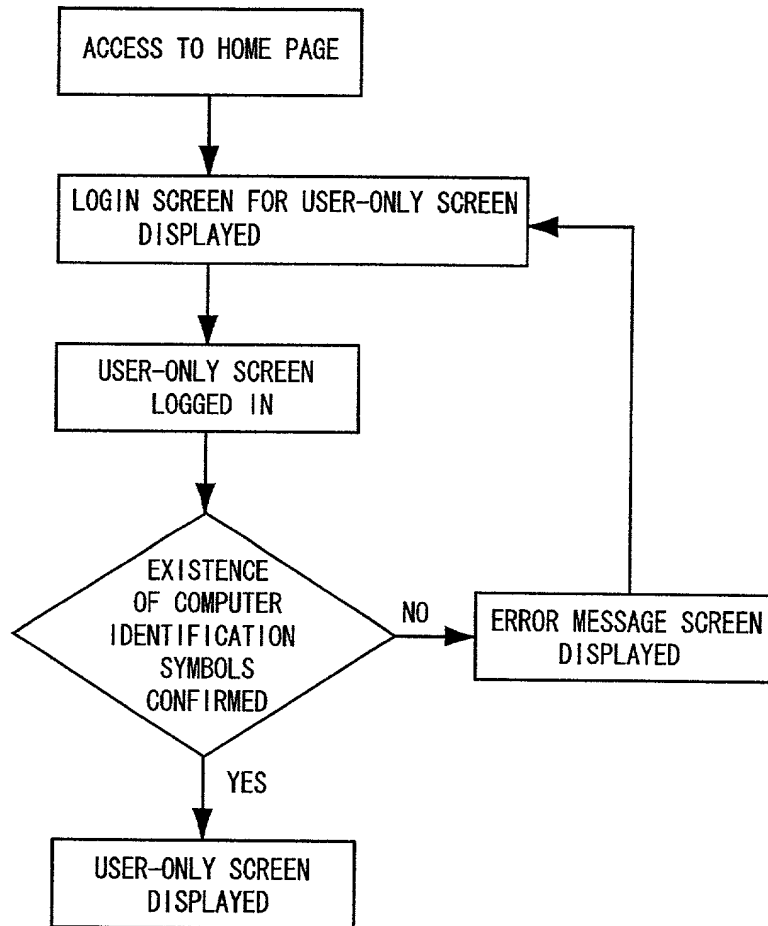 ACCESS TO HOME PAGE
LOGIN SCREEN FOR USER-ONLY SCREEN
DISPLAYED
USER-ONLY SCREEN
LOGGED IN
EXISTENCE
OF COMPUTER
IDENTIFICATION
SYMBOLS
CONFIRMED
NO
ERROR MESSAGE SCREEN
DISPLAYED
YES
USER-ONLY SCREEN
DISPLAYED